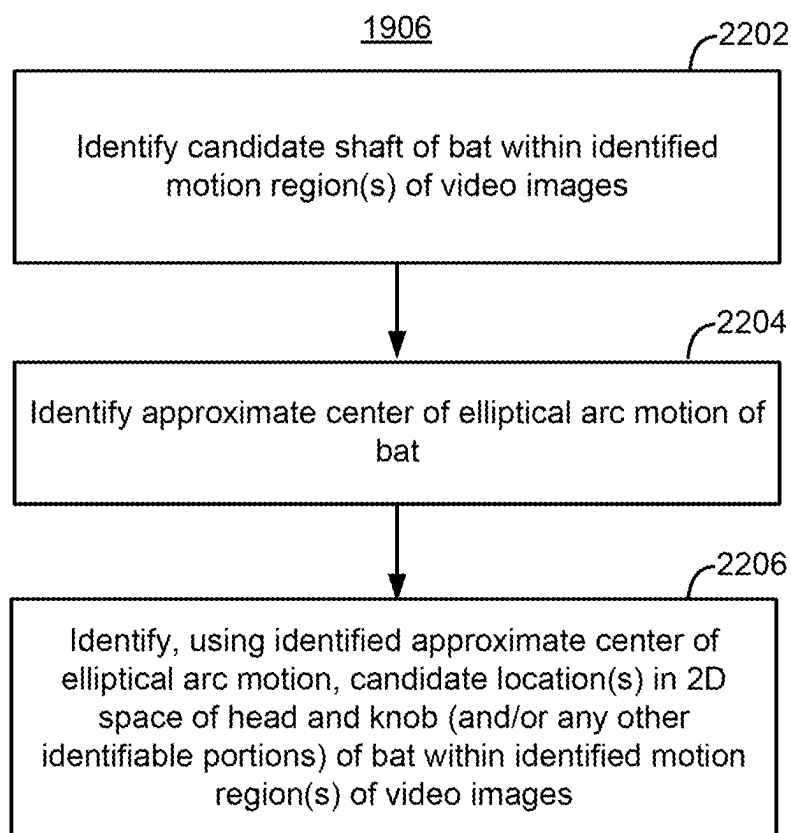 1906
2202
Identify candidate shaft of bat within identified
motion region(s) of video images
2204
Identify approximate center of elliptical arc motion of
bat
2206
Identify, using identified approximate center of
elliptical arc motion, candidate location(s) in 2D
space of head and knob (and/or any other
identifiable portions) of bat within identified motion
region(s) of video images